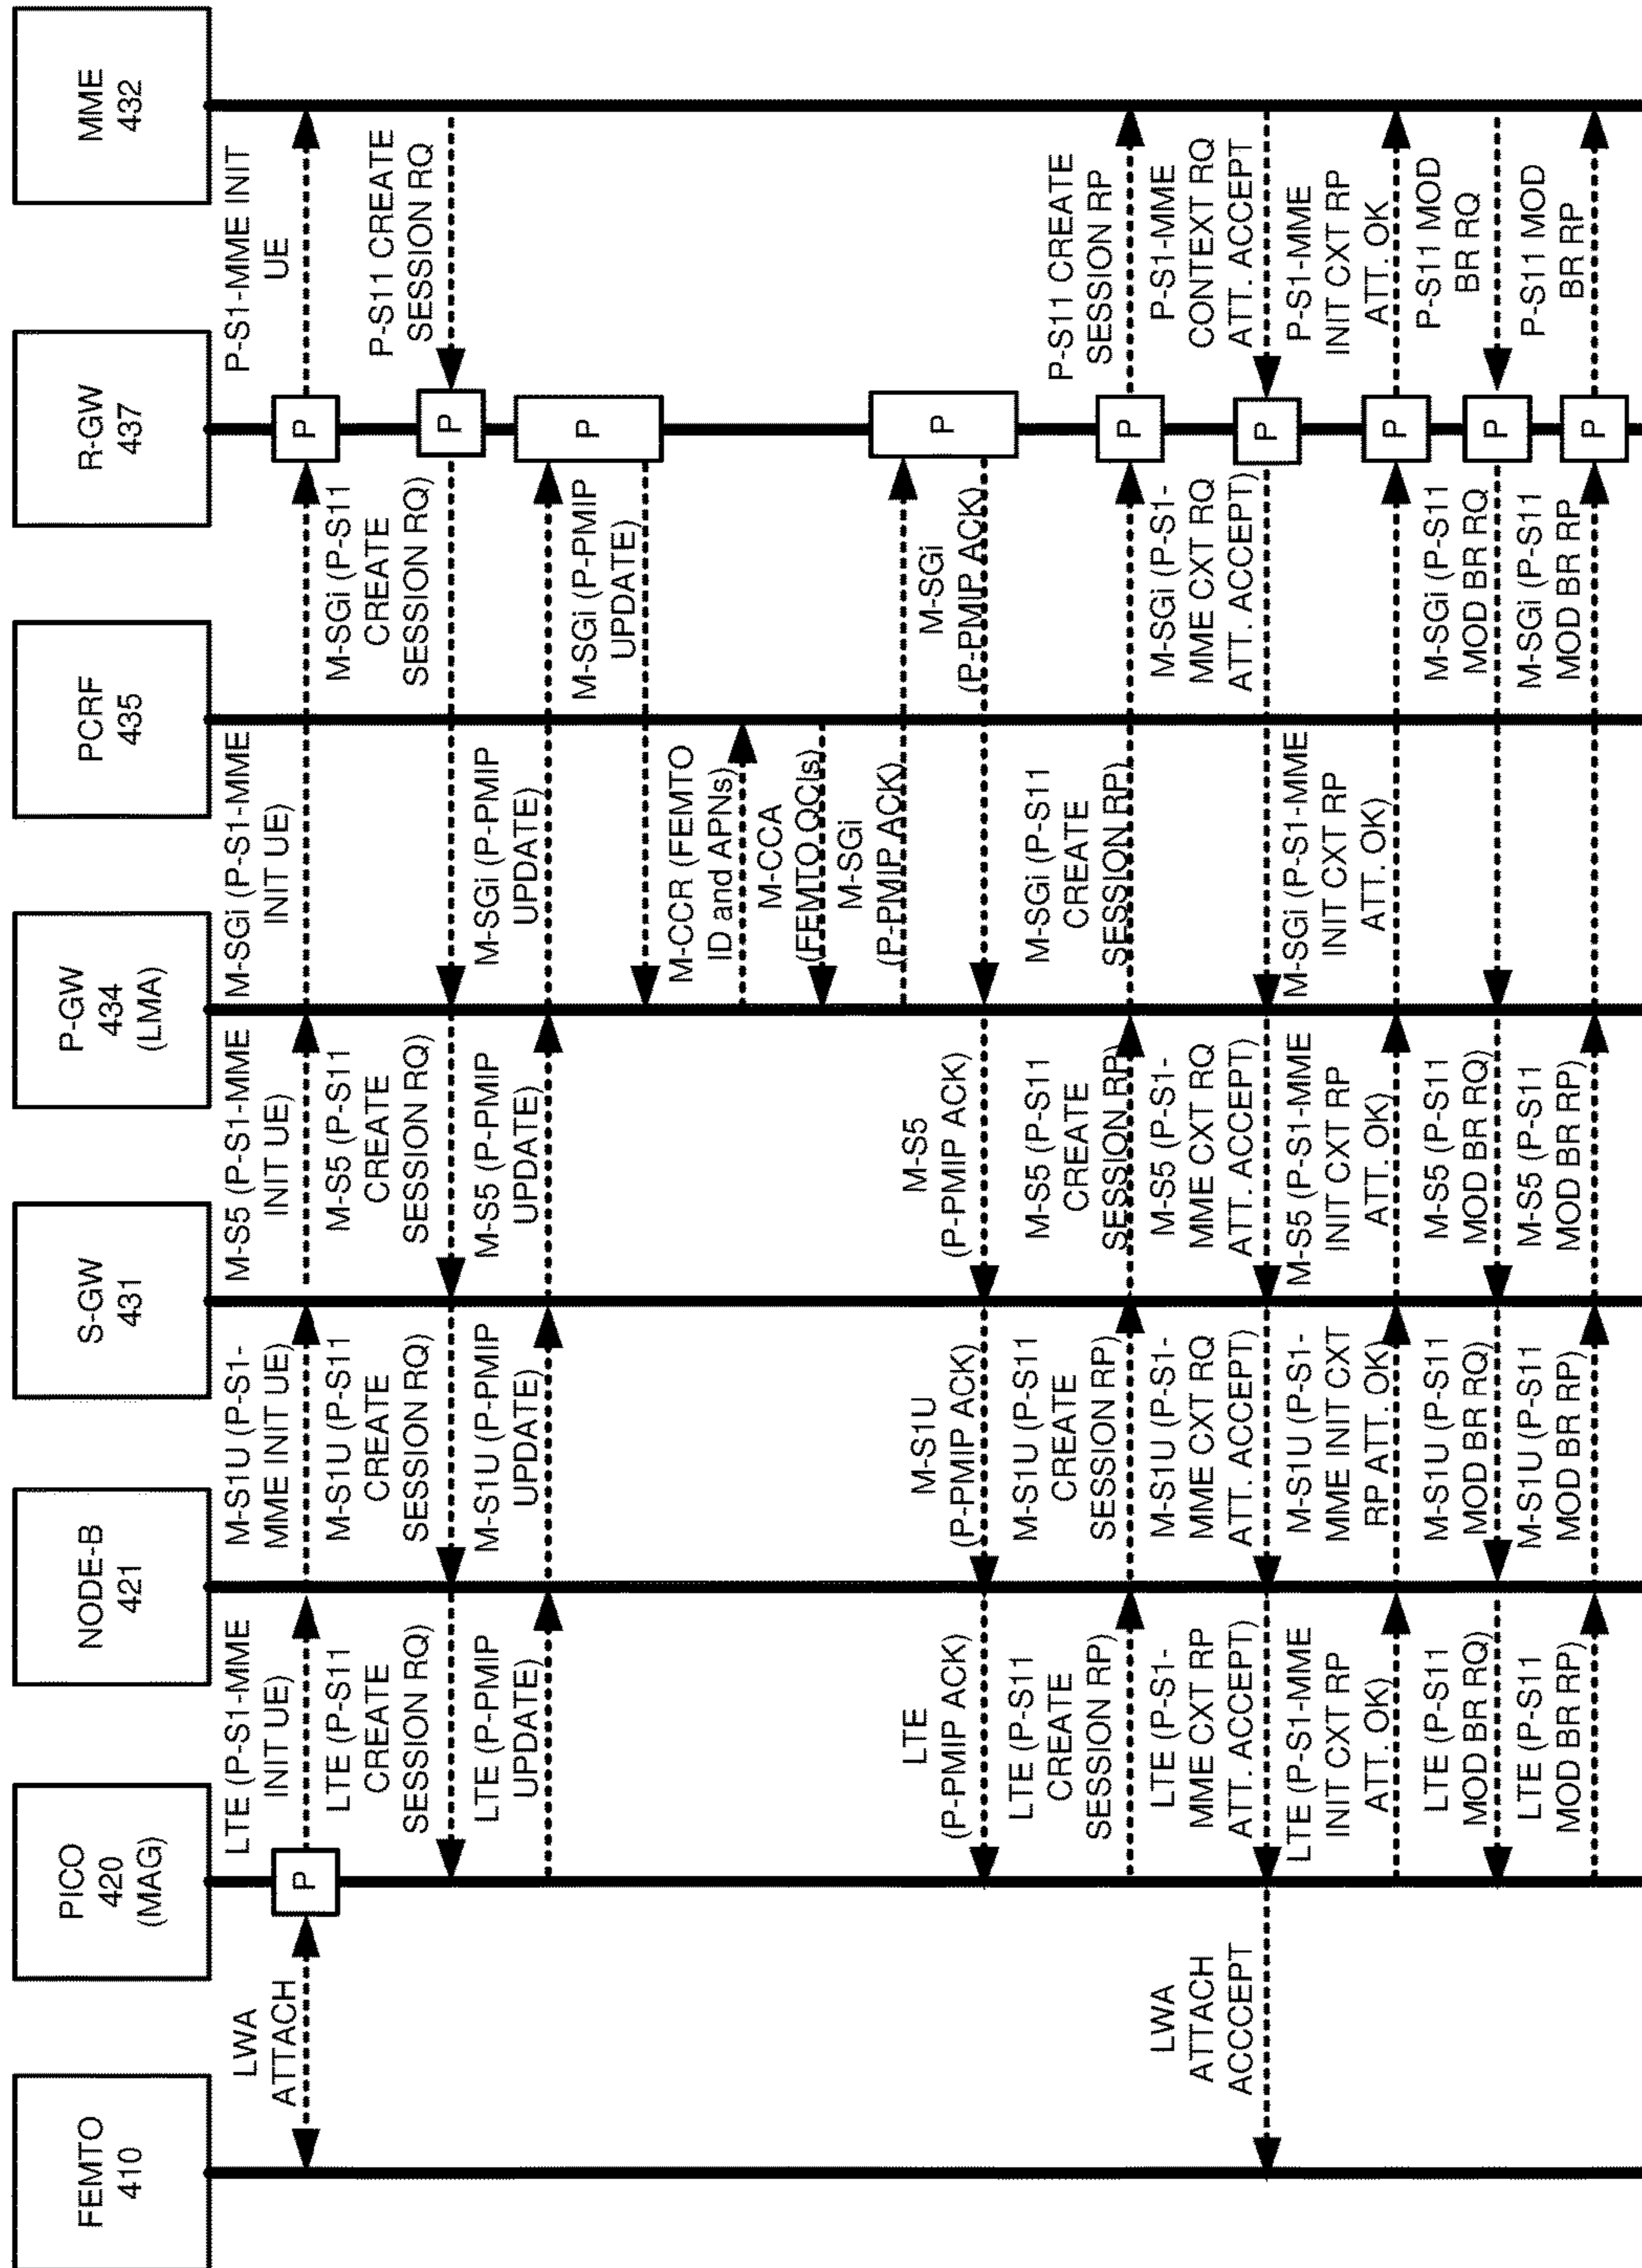 FEMTO
410
PICO
420
(MAG)
NODE-B
421
S-GW
431
P-GW
434
(LMA)
PCRF
435
R-GW
437
MME
432
LWA
ATTACH
P
LTE (P-S1-MME
INIT UE)
M-S1U (P-S1-
MME INIT UE)
M-S5 (P-S1-MME
INIT UE)
M-SGi (P-S1-MME
INIT UE)
P
P-S1-MME INIT
UE
LTE (P-S11
CREATE
SESSION RQ)
M-S1U (P-S11
CREATE
SESSION RQ)
M-S5 (P-S11
CREATE
SESSION RQ)
M-SGi (P-S11
CREATE
SESSION RQ)
P
P-S11 CREATE
SESSION RQ
LTE (P-PMIP
UPDATE)
M-S1U (P-PMIP
UPDATE)
M-S5 (P-PMIP
UPDATE)
M-SGi (P-PMIP
UPDATE)
P
M-SGi (P-PMIP
UPDATE)
M-CCR (FEMTO
ID and APNs)
M-CCA
(FEMTO QCIs)
M-SGi
(P-PMIP ACK)
P
LTE
(P-PMIP ACK)
M-S1U
(P-PMIP ACK)
M-S5
(P-PMIP ACK)
M-SGi
(P-PMIP ACK)
LTE (P-S11
CREATE
SESSION RP)
M-S1U (P-S11
CREATE
SESSION RP)
M-S5 (P-S11
CREATE
SESSION RP)
M-SGi (P-S11
CREATE
SESSION RP)
P
P-S11 CREATE
SESSION RP
LWA
ATTACH
ACCCEPT
LTE (P-S1-
MME CXT RP
ATT. ACCEPT)
M-S1U (P-S1-
MME CXT RQ
ATT. ACCEPT)
M-S5 (P-S1-
MME CXT RQ
ATT. ACCEPT)
M-SGi (P-S1-
MME CXT RQ
ATT. ACCEPT)
P
P-S1-MME
CONTEXT RQ
ATT. ACCEPT
LTE (P-S1-MME
INIT CXT RP
ATT. OK)
M-S1U (P-S1-
MME INIT CXT
RP ATT. OK)
M-S5 (P-S1-MME
INIT CXT RP
ATT. OK)
M-SGi (P-S1-MME
INIT CXT RP
ATT. OK)
P
P-S1-MME
INIT CXT RP
ATT. OK
LTE (P-S11
MOD BR RQ)
M-S1U (P-S11
MOD BR RQ)
M-S5 (P-S11
MOD BR RQ)
M-SGi (P-S11
MOD BR RQ
P
P-S11 MOD
BR RQ
LTE (P-S11
MOD BR RP)
M-S1U (P-S11
MOD BR RP)
M-S5 (P-S11
MOD BR RP)
M-SGi (P-S11
MOD BR RP
P
P-S11 MOD
BR RP